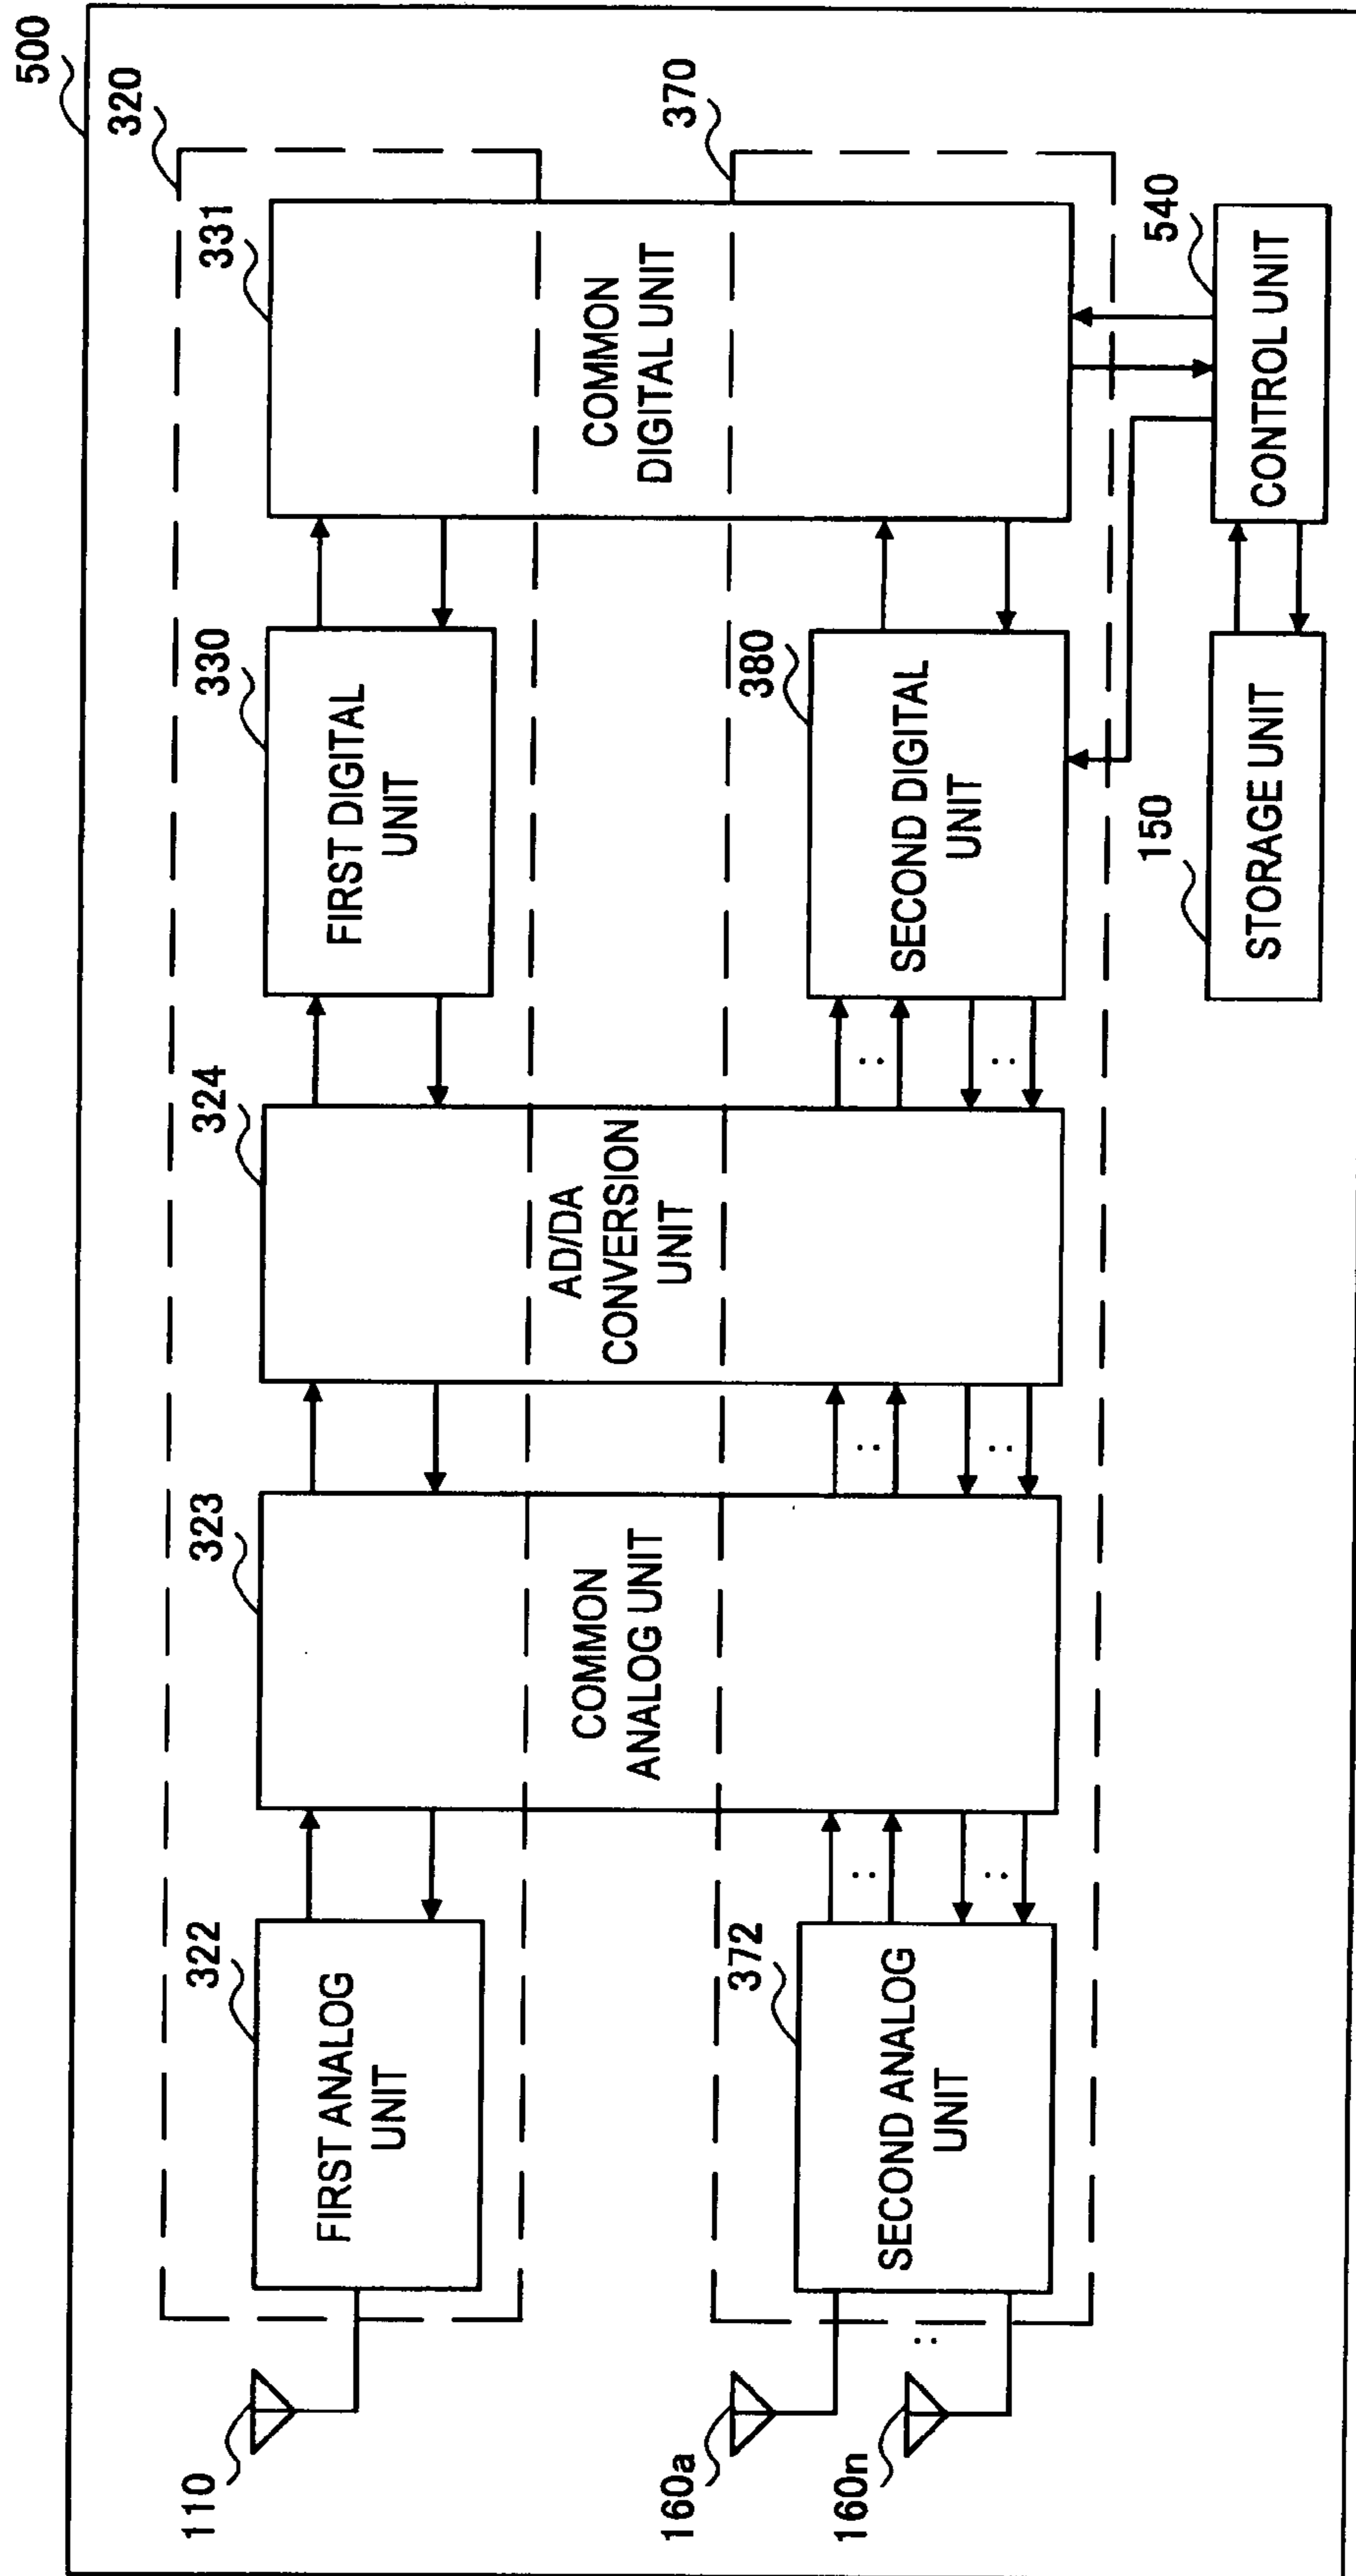 500
320
322
FIRST ANALOG
UNIT
323
COMMON
ANALOG UNIT
324
AD/DA
CONVERSION
UNIT
330
FIRST DIGITAL
UNIT
331
COMMON
DIGITAL UNIT
110
370
372
SECOND ANALOG
UNIT
380
SECOND DIGITAL
UNIT
160a
160n
150
STORAGE UNIT
540
CONTROL UNIT